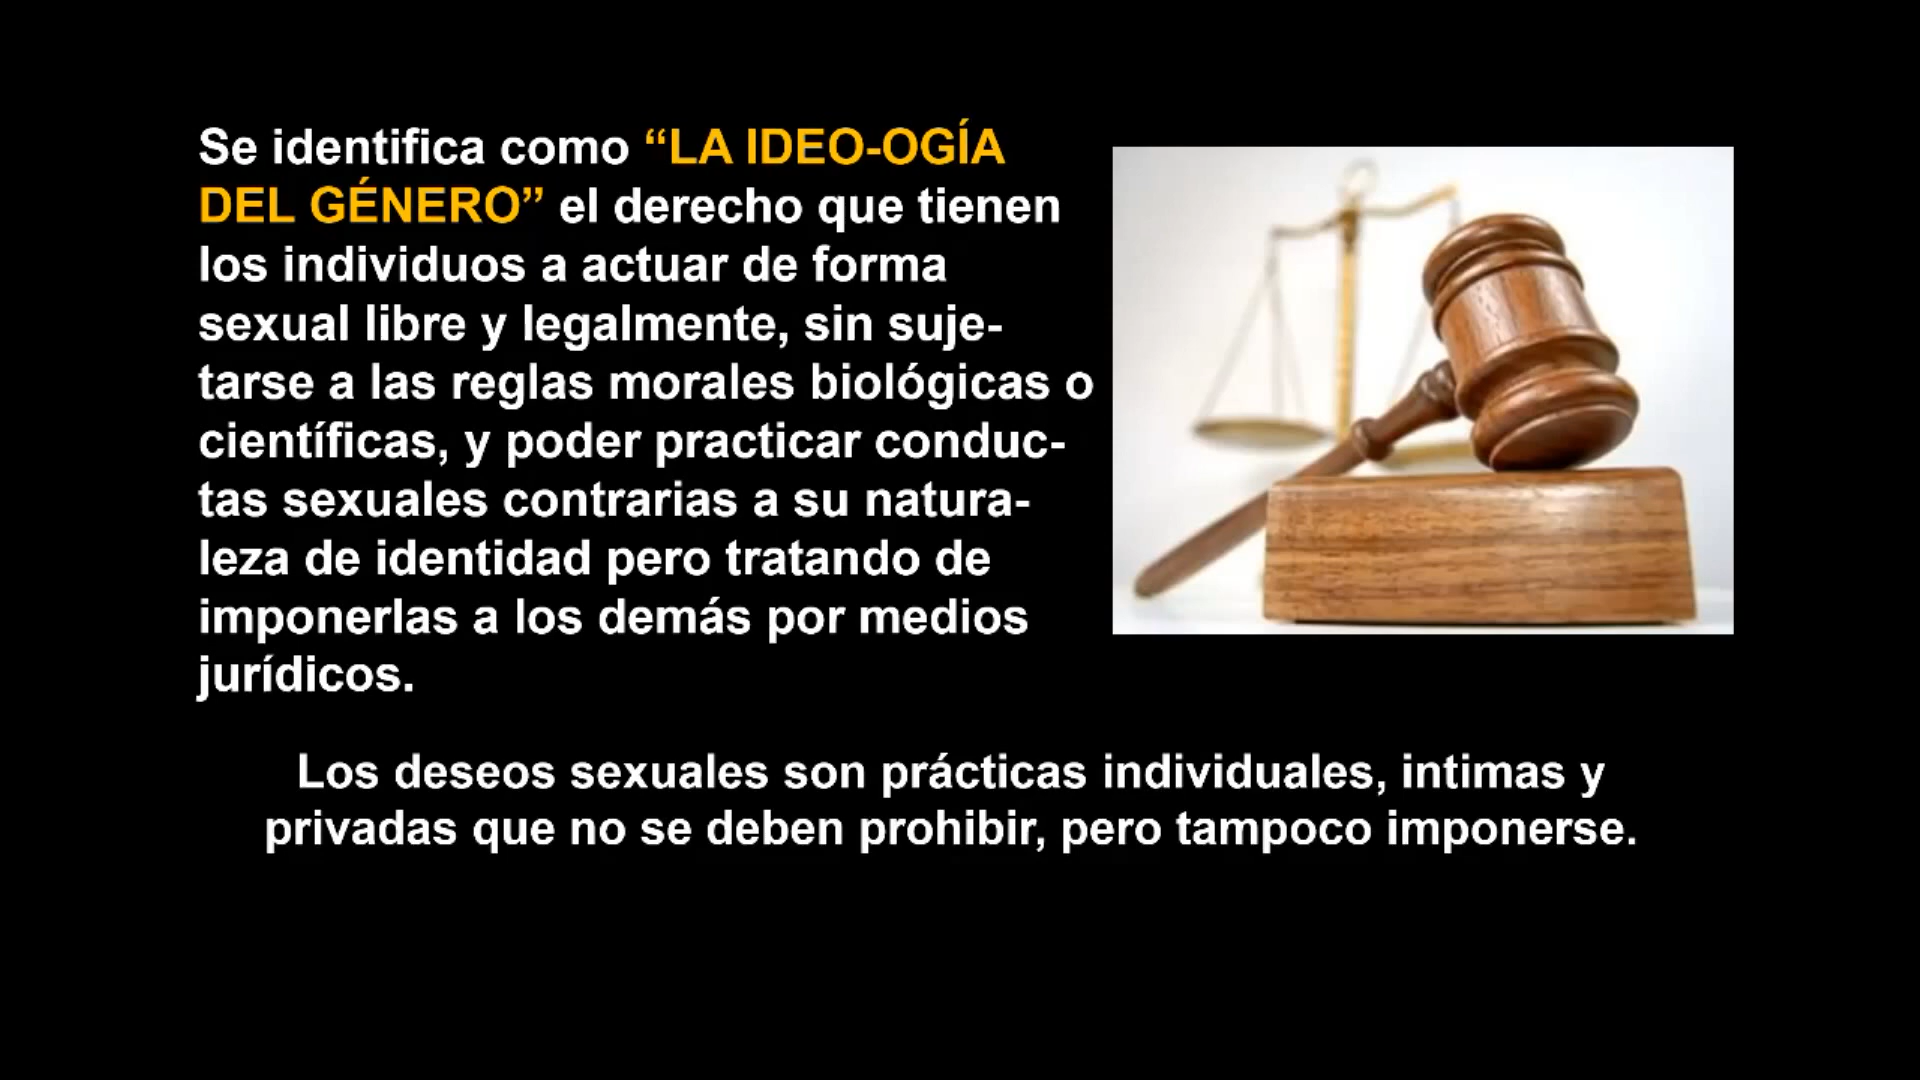 Se identifica como “LA IDEO-OGÍA
DEL GÉNERO” el derecho que tienen
los individuos a actuar de forma
sexual libre y legalmente, sin suje-
tarse a las reglas morales biológicas o
científicas, y poder practicar conduc-
tas sexuales contrarias a su natura-
leza de identidad pero tratando de
imponerlas a los demás por medios
jurídicos.
Los deseos sexuales son prácticas individuales, intimas y
privadas que no se deben prohibir, pero tampoco imponerse.